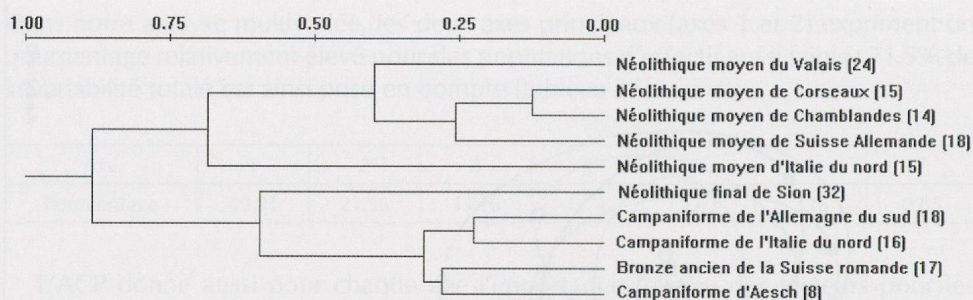 1.00 0.75 0.50 0.25 0.00
Néolithique moyen du Valais (24)
Néolithique moyen de Corseaux (15)
Néolithique moyen de Chamblandes (14)
Néolithique moyen de Suisse Allemande (18)
Néolithique moyen d'Italie du nord (15)
Néolithique final de Sion (32)
Campaniforme de l'Allemagne du sud (18)
Campaniforme de l'Italie du nord (16)
Bronze ancien de la Suisse romande (17)
Campaniforme d'Aesch (8)